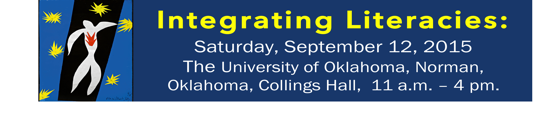 Integrating Literacies:
Saturday, September 12, 2015
The University of Oklahoma, Norman,
Oklahoma, Collings Hall, 11 a.m. – 4 pm.